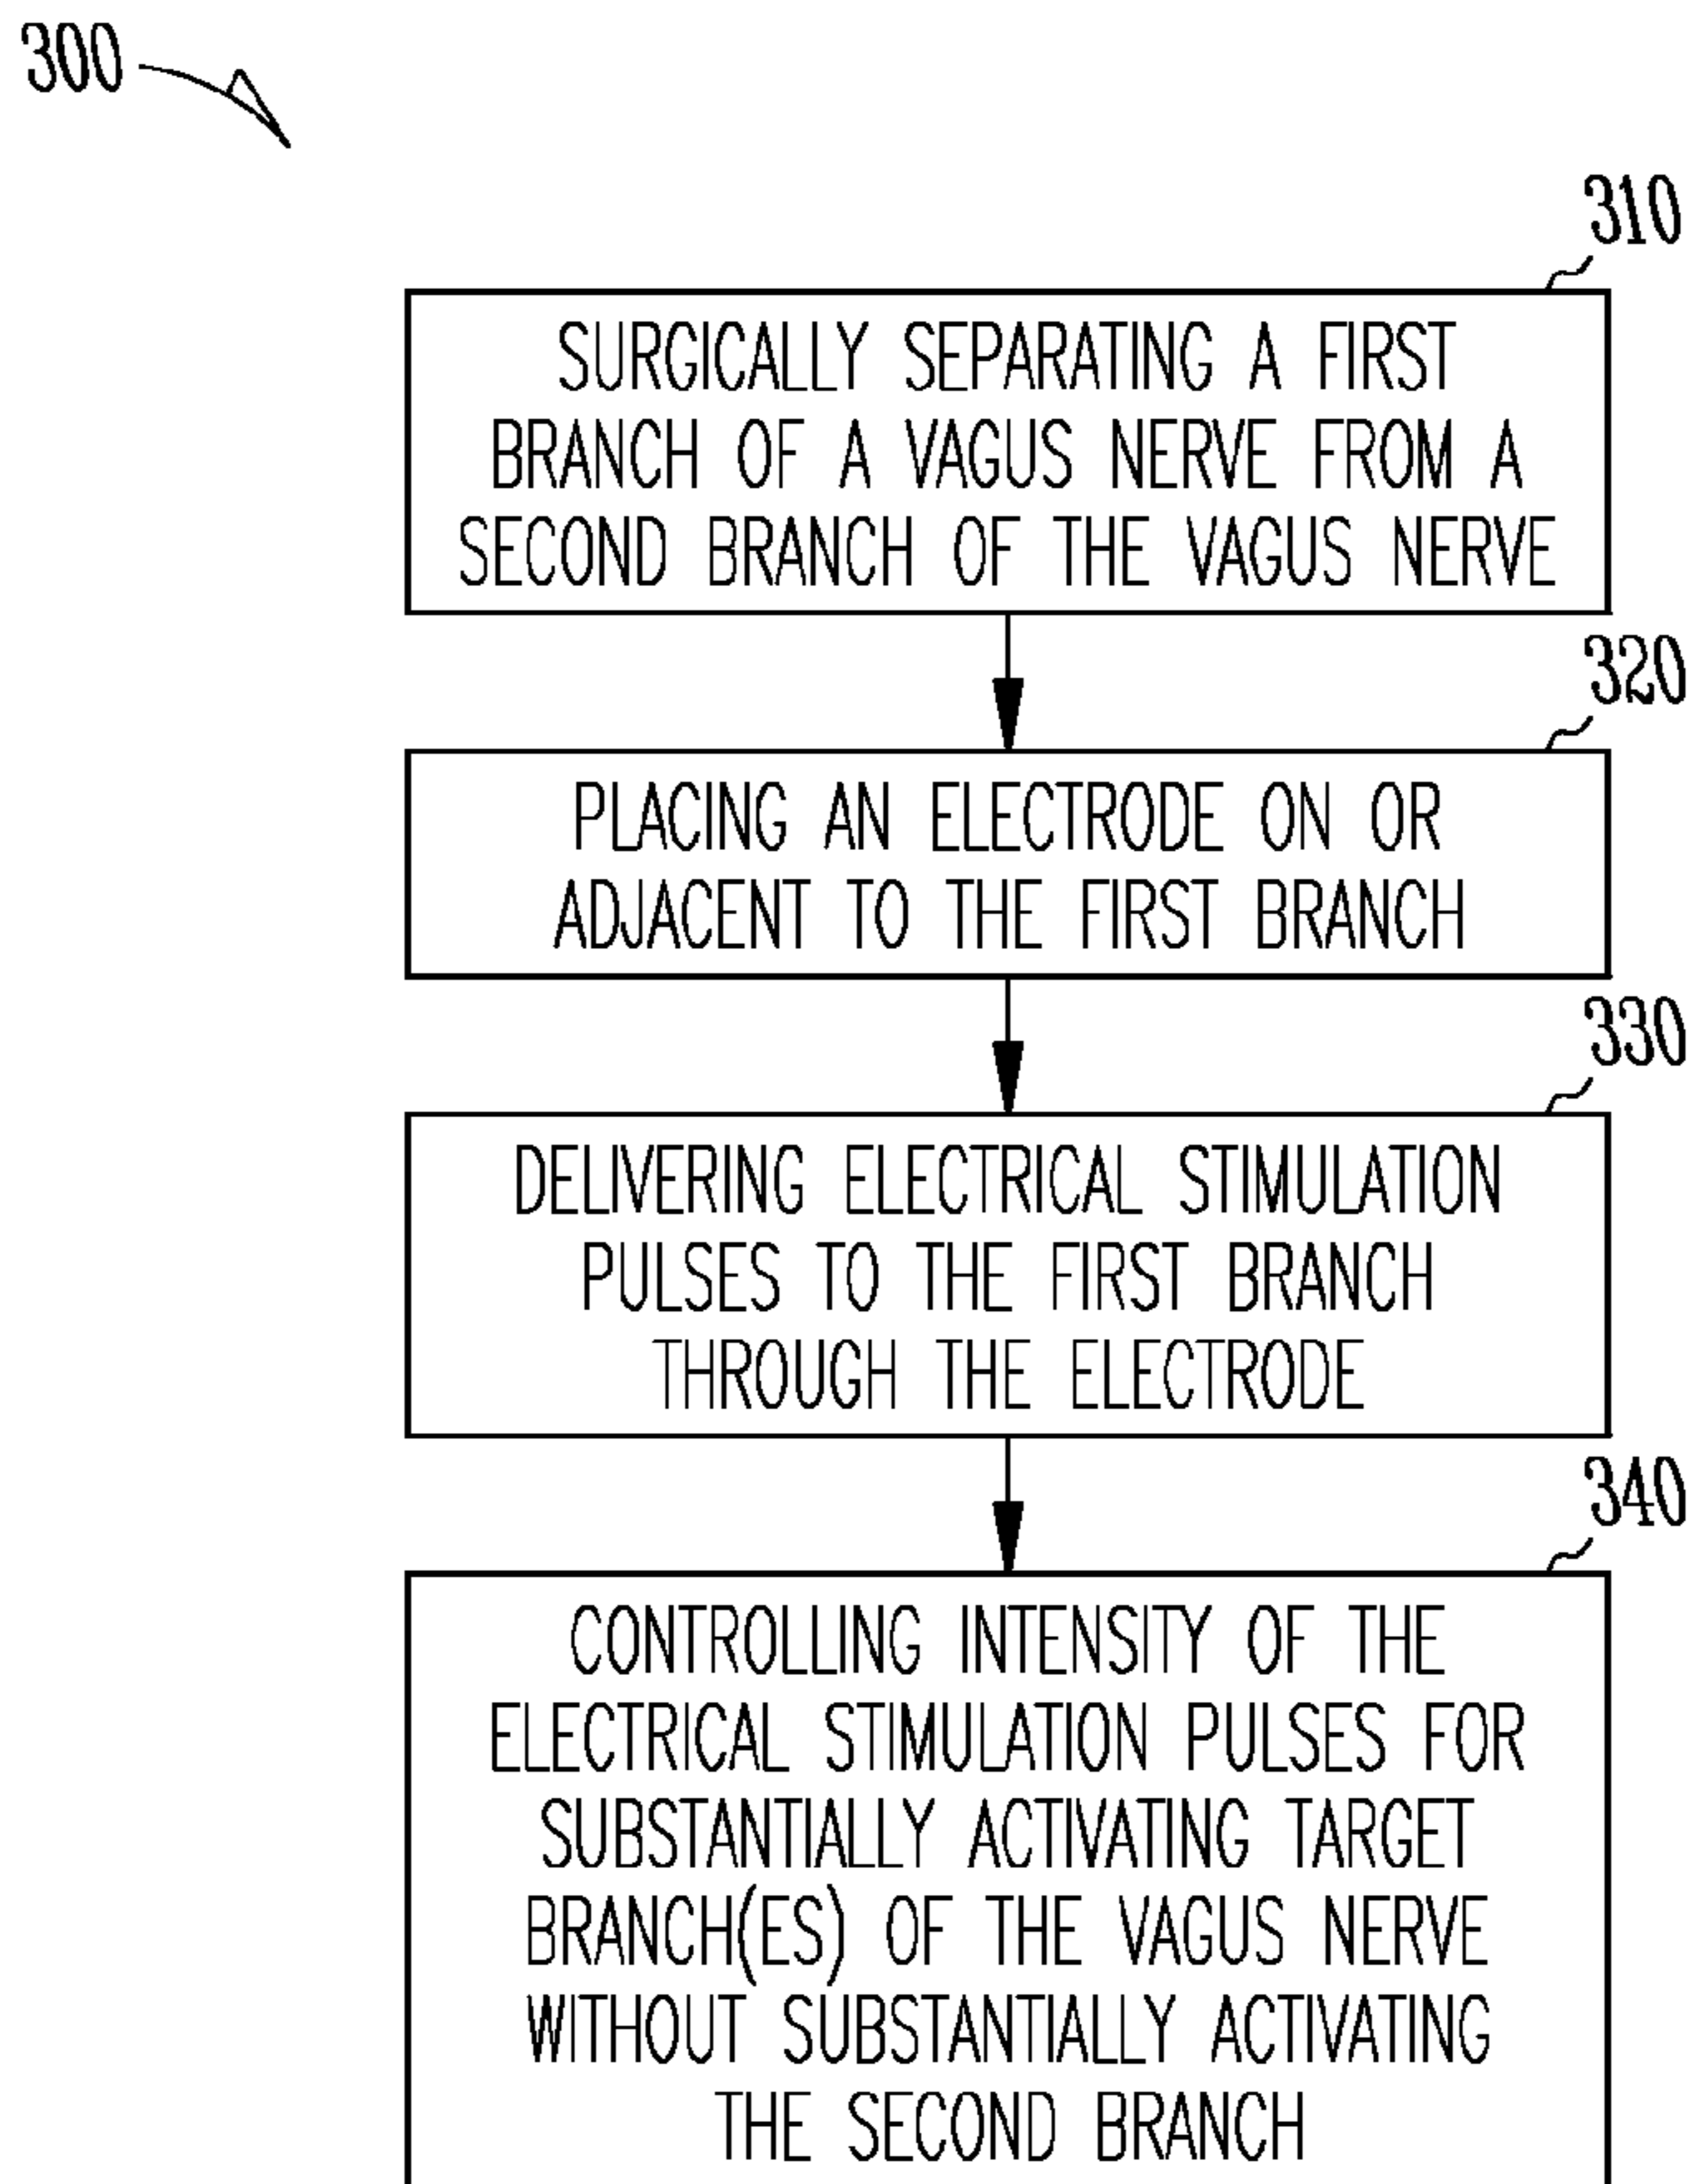 300
310
SURGICALLY SEPARATING A FIRST
BRANCH OF A VAGUS NERVE FROM A
SECOND BRANCH OF THE VAGUS NERVE
320
PLACING AN ELECTRODE ON OR
ADJACENT TO THE FIRST BRANCH
330
DELIVERING ELECTRICAL STIMULATION
PULSES TO THE FIRST BRANCH
THROUGH THE ELECTRODE
340
CONTROLLING INTENSITY OF THE
ELECTRICAL STIMULATION PULSES FOR
SUBSTANTIALLY ACTIVATING TARGET
BRANCH(ES) OF THE VAGUS NERVE
WITHOUT SUBSTANTIALLY ACTIVATING
THE SECOND BRANCH